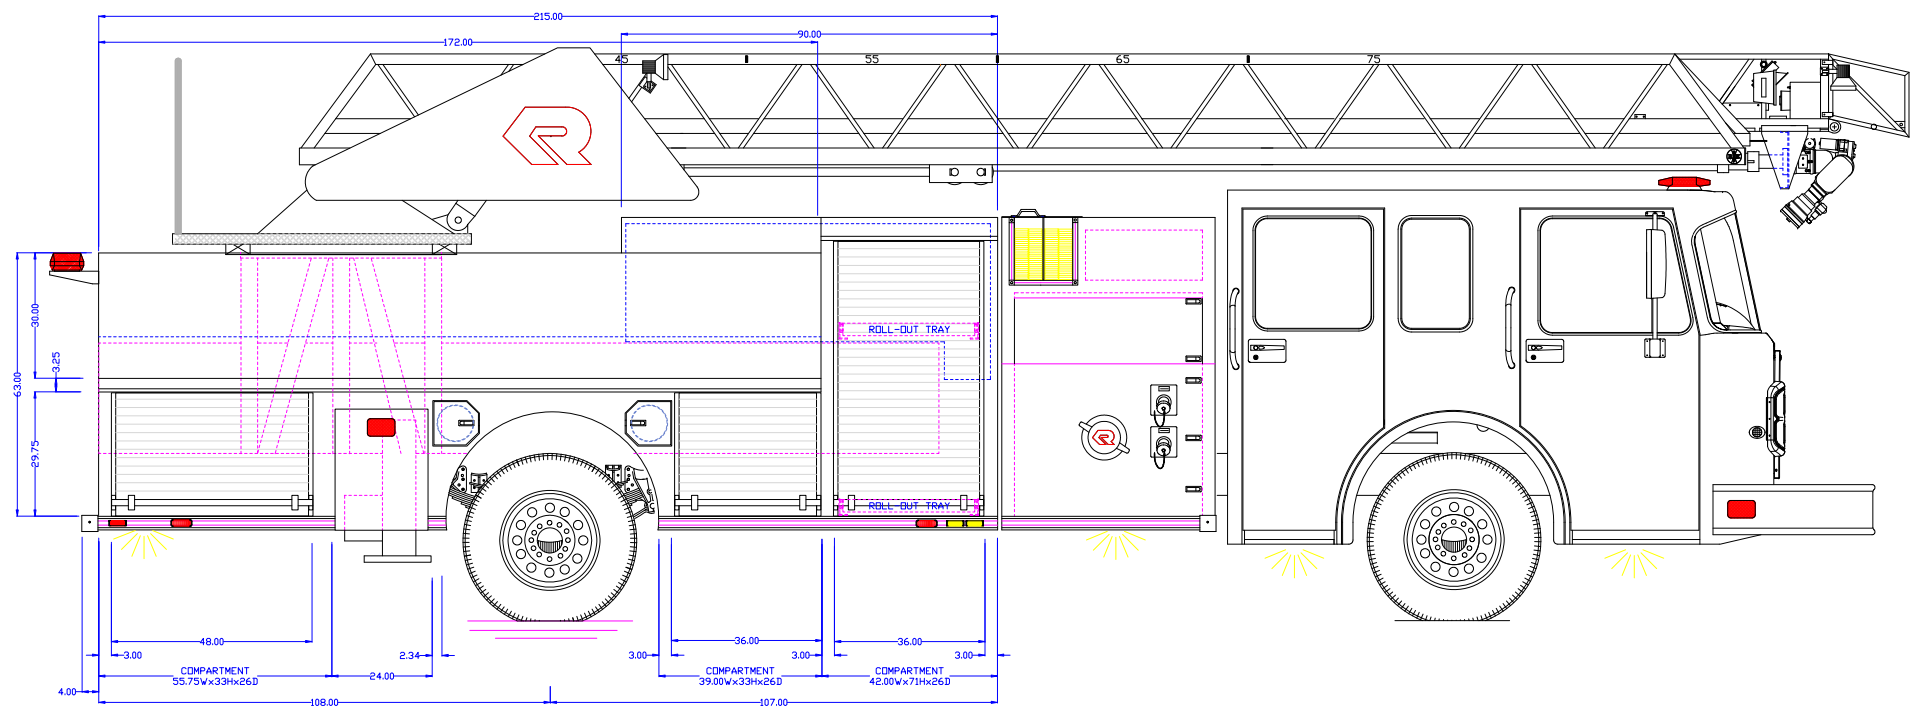 215.00
90.00
172.00
45
55
65
75
30.00
3.25
63.00
29.75
ROLL-OUT TRAY
ROLL-OUT TRAY
48.00
36.00
36.00
3.00
2.34
3.00
3.00
3.00
COMPARTMENT
55.75Wx33Hx26D
24.00
COMPARTMENT
39.00Wx33Hx26D
COMPARTMENT
42.00Wx71Hx26D
4.00
108.00
107.00